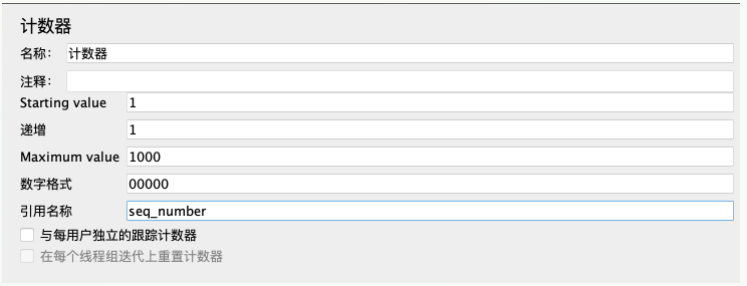 计数器
名称: 计数器
注释:
Starting value 1
递增 1
Maximum value 1000
数字格式 00000
引用名称 seq_number
与每用户独立的跟踪计数器
在每个线程组迭代上重置计数器